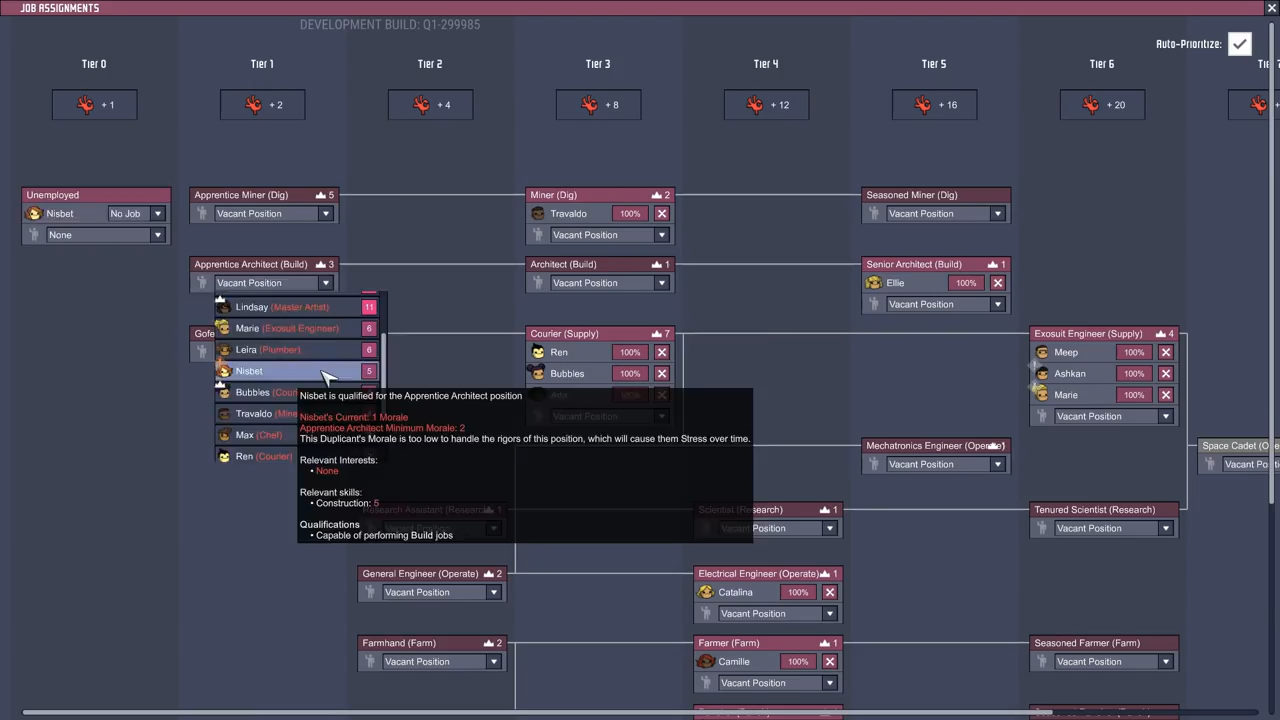 JOB ASSIGNMENTS
DEVELOPMENT BUILD: Q1-299985
Auto-Prioritize:
Tier 0
Tier 1
Tier 2
Tier 3
Tier 4
Tier 5
Tier 6
+ 1
+ 2
+ 4
+ 8
+ 12
+ 16
+ 20
Unemployed
Nisbet No Job
None
Apprentice Miner (Dig) 5
Vacant Position
Miner (Dig) 2
Travaldo 100%
Vacant Position
Seasoned Miner (Dig)
Vacant Position
Apprentice Architect (Build) 3
Vacant Position
Architect (Build) 1
Vacant Position
Senior Architect (Build) 1
Ellie 100%
Vacant Position
Lindsay (Master Artist) 11
Marie (Exosuit Engineer) 6
Leira (Plumber) 6
Nisbet 5
Bubbles
Travaldo
Max (Chef)
Ren (Courier)
Courier (Supply) 7
Ren 100%
Bubbles 100%
Exosuit Engineer (Supply) 4
Meep 100%
Ashkan 100%
Marie 100%
Vacant Position
Nisbet is qualified for the Apprentice Architect position
Nisbet's Current: 1 Morale
Apprentice Architect Minimum Morale: 2
This Duplicant's Morale is too low to handle the rigors of this position, which will cause them Stress over time.
Relevant Interests:
• None
Relevant skills:
• Construction: 5
Qualifications
• Capable of performing Build jobs
Mechatronics Engineer (Operate) 1
Vacant Position
Space Cadet
Research Assistant (Research) 1
Vacant Position
Scientist (Research) 1
Vacant Position
Tenured Scientist (Research)
Vacant Position
General Engineer (Operate) 2
Vacant Position
Electrical Engineer (Operate) 1
Catalina 100%
Vacant Position
Farmhand (Farm) 2
Vacant Position
Farmer (Farm) 1
Camille 100%
Vacant Position
Seasoned Farmer (Farm)
Vacant Position